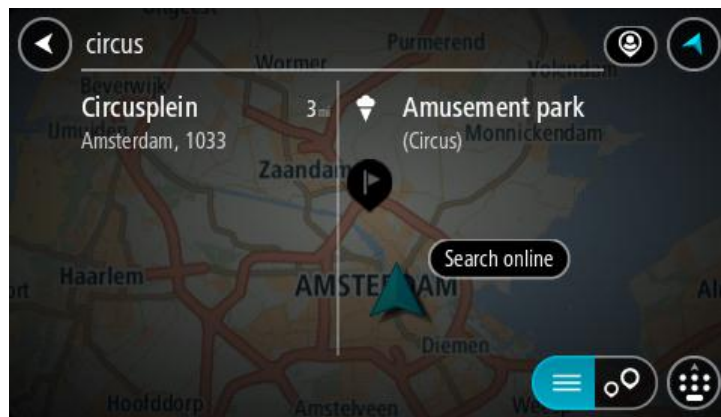 circus
Purmerend
Wormer
Volendam
Beverwijk
Circusplein
3 mi
Amusement park
Amsterdam, 1033
(Circus)
Monnickendam
Zaandam
Search online
Haarlem
AMSTERDAM
Diemen
Hoofddorp
Amstelveen